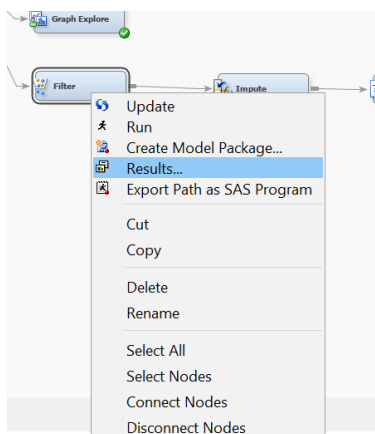 Graph Explore
Filter
Impute
Update
Run
Create Model Package...
Results...
Export Path as SAS Program
Cut
Copy
Delete
Rename
Select All
Select Nodes
Connect Nodes
Disconnect Nodes